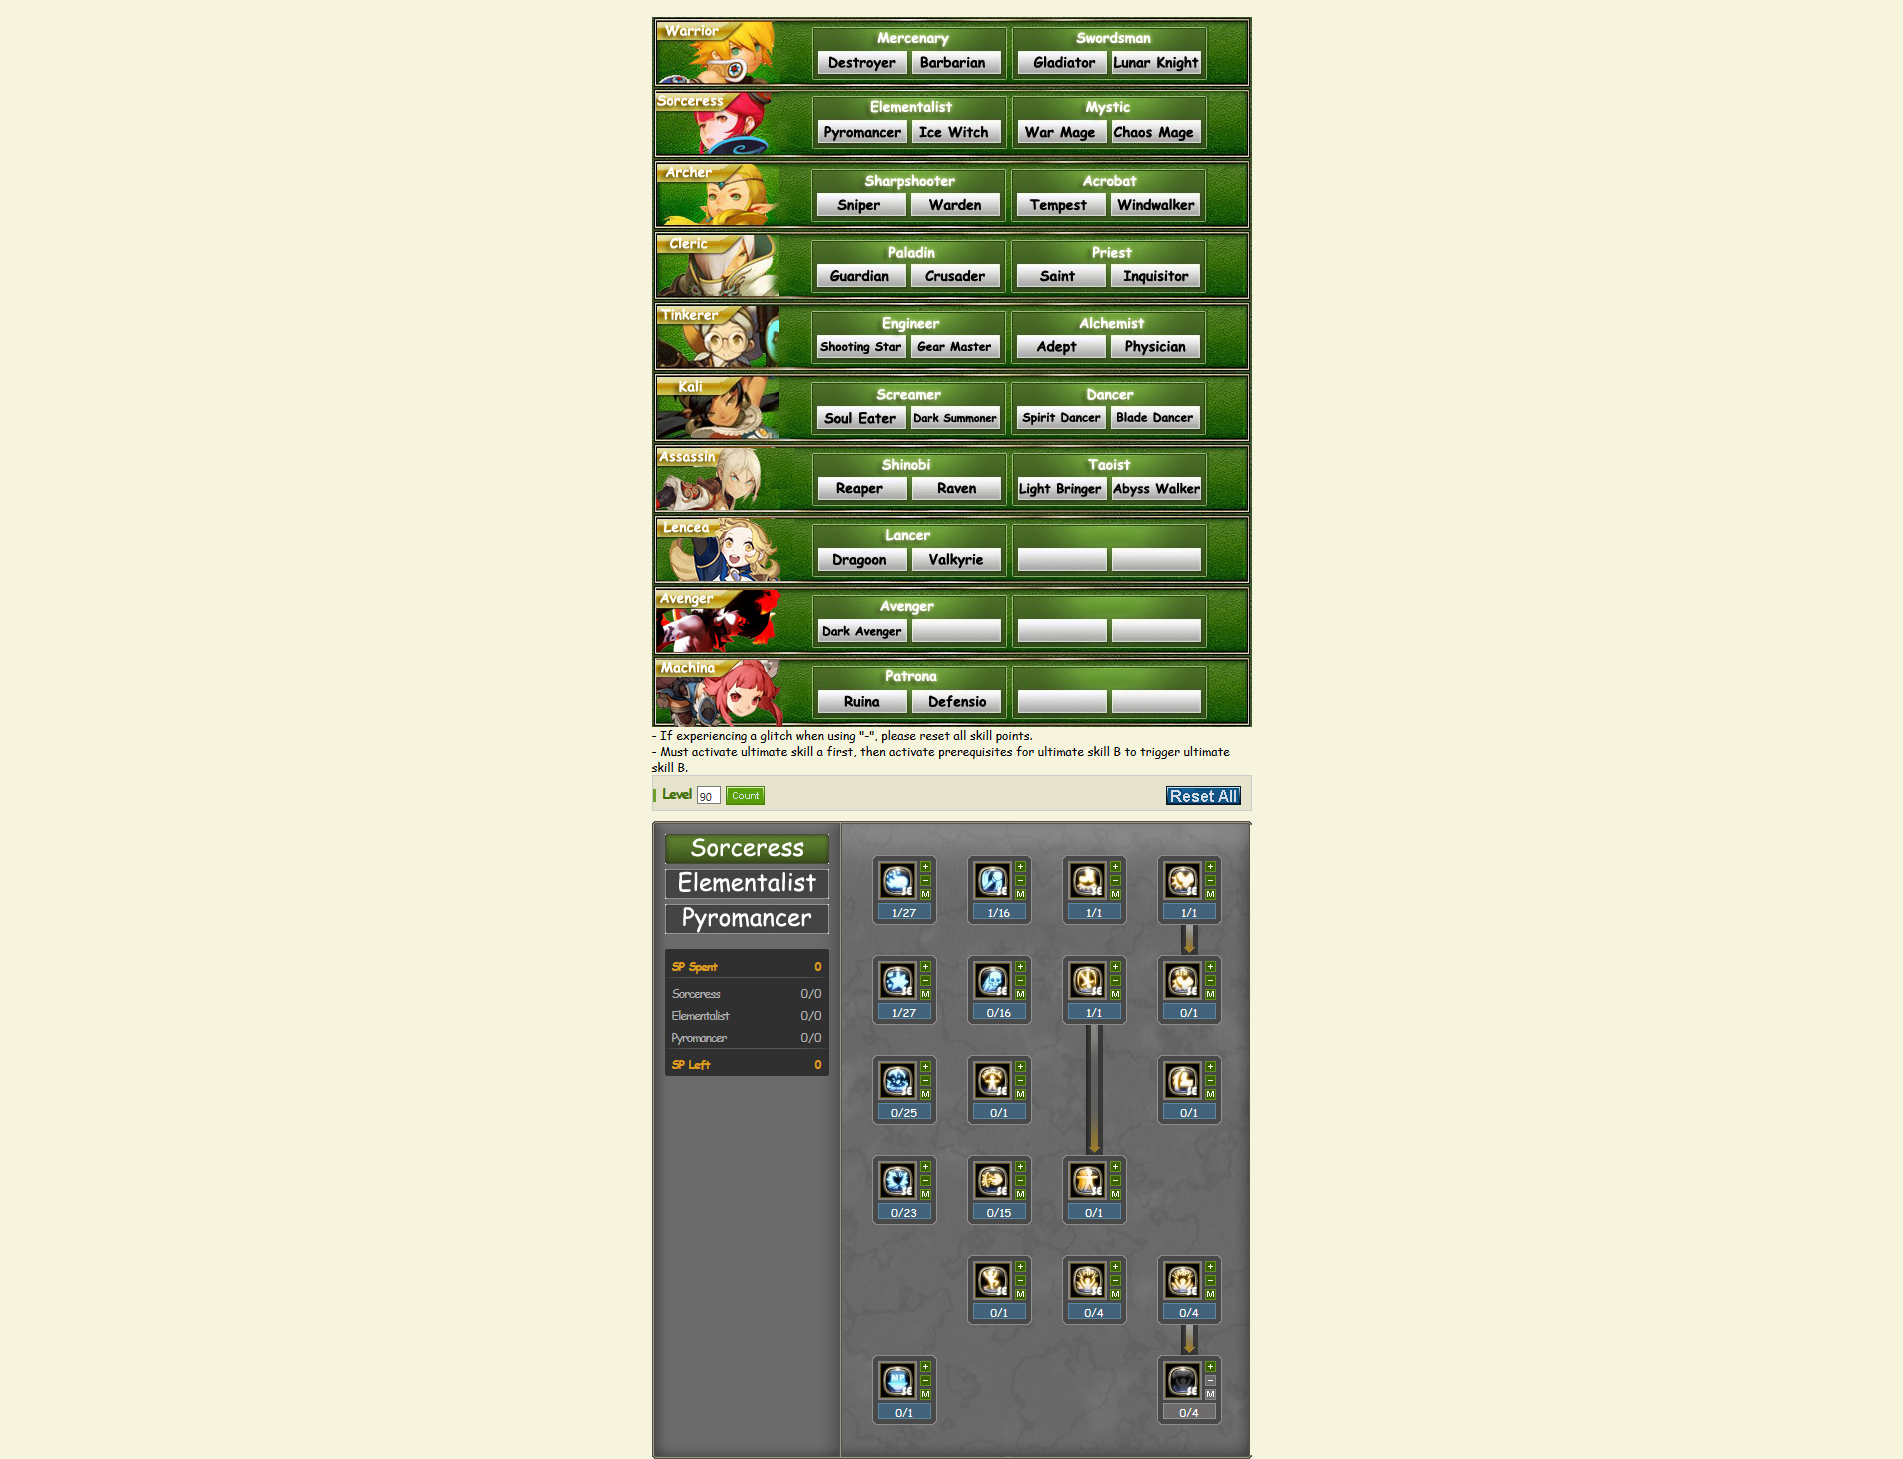 Warrior
Mercenary
Swordsman
Destroyer
Barbarian
Gladiator
Lunar Knight
Sorceress
Elementalist
Mystic
Pyromancer
Ice Witch
War Mage
Chaos Mage
Archer
Sharpshooter
Acrobat
Sniper
Warden
Tempest
Windwalker
Cleric
Paladin
Priest
Guardian
Crusader
Saint
Inquisitor
Tinkerer
Engineer
Alchemist
Shooting Star
Gear Master
Adept
Physician
Kali
Screamer
Dancer
Soul Eater
Dark Summoner
Spirit Dancer
Blade Dancer
Assassin
Shinobi
Taoist
Reaper
Raven
Light Bringer
Abyss Walker
Lencea
Lancer
Dragoon
Valkyrie
Avenger
Avenger
Dark Avenger
Machina
Patrona
Ruina
Defensio
- If experiencing a glitch when using "-", please reset all skill points.
- Must activate ultimate skill a first, then activate prerequisites for ultimate skill B to trigger ultimate
skill B.
Level 90 Count Reset All
Sorceress
Elementalist
Pyromancer
SP Spent 0
Sorceress 0/0
Elementalist 0/0
Pyromancer 0/0
SP Left 0
1/27 1/16 1/1 1/1
1/27 0/16 1/1 0/1
0/25 0/1 0/1
0/23 0/15 0/1
0/1 0/4 0/4
0/1 0/4